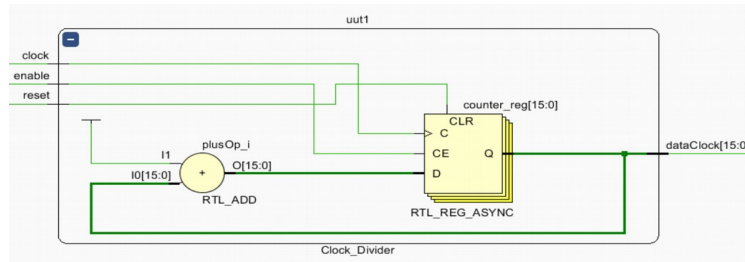 uut1
clock
enable
reset
counter_reg[15:0]
CLR
C
CE
Q
D
RTL_REG_ASYNC
plusOp_i
I1
I0[15:0]
+
O[15:0]
RTL_ADD
dataClock[15:0
Clock_Divider